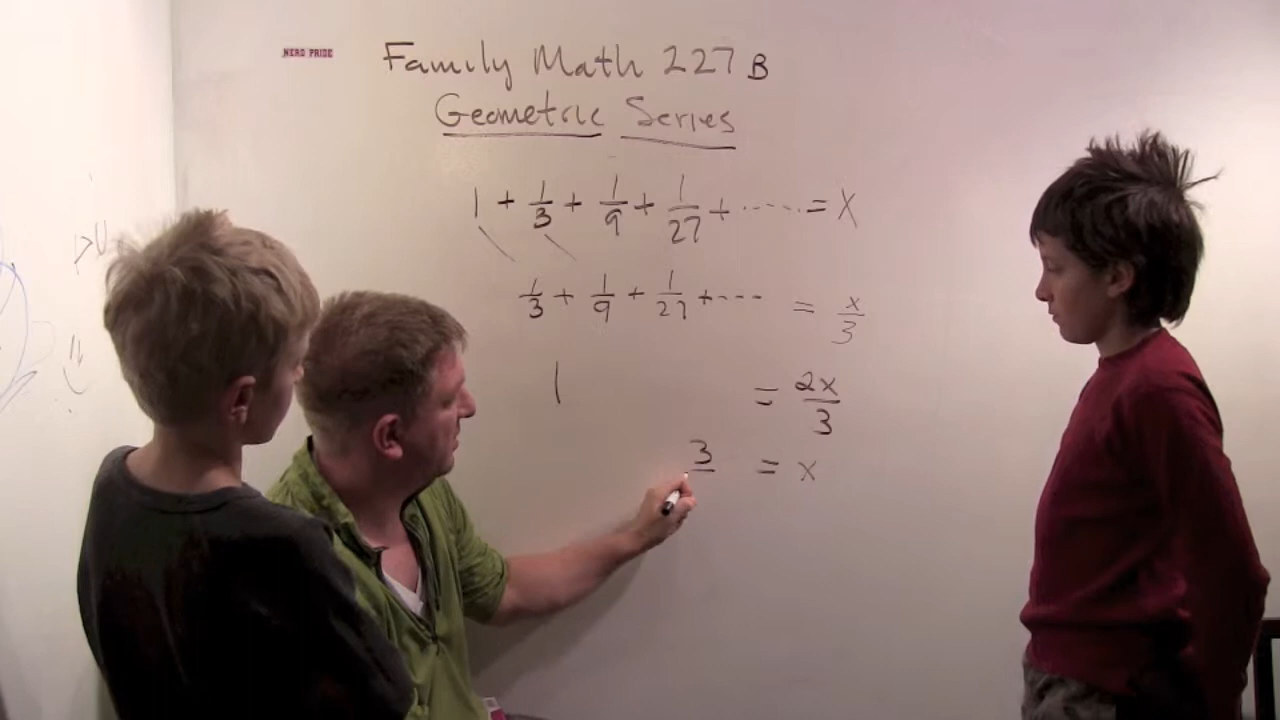 NERD PRIDE
Family Math 227 B
Geometric Series
1 + 1/3 + 1/9 + 1/27 + ...... = X
1/3 + 1/9 + 1/27 + --- = x/3
1 = 2x/3
3/ = x